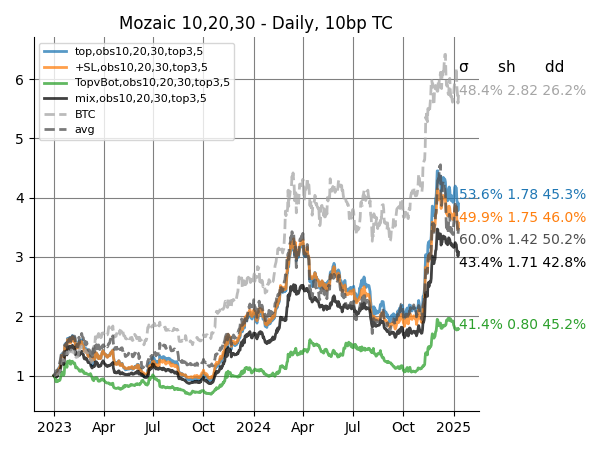 Mozaic 10,20,30 - Daily, 10bp TC
top,obs10,20,30,top3,5
+SL,obs10,20,30,top3,5
TopvBot,obs10,20,30,top3,5
mix,obs10,20,30,top3,5
BTC
avg
σ sh dd
48.4% 2.82 26.2%
53.6% 1.78 45.3%
49.9% 1.75 46.0%
60.0% 1.42 50.2%
43.4% 1.71 42.8%
41.4% 0.80 45.2%
6
5
4
3
2
1
2023 Apr Jul Oct 2024 Apr Jul Oct 2025